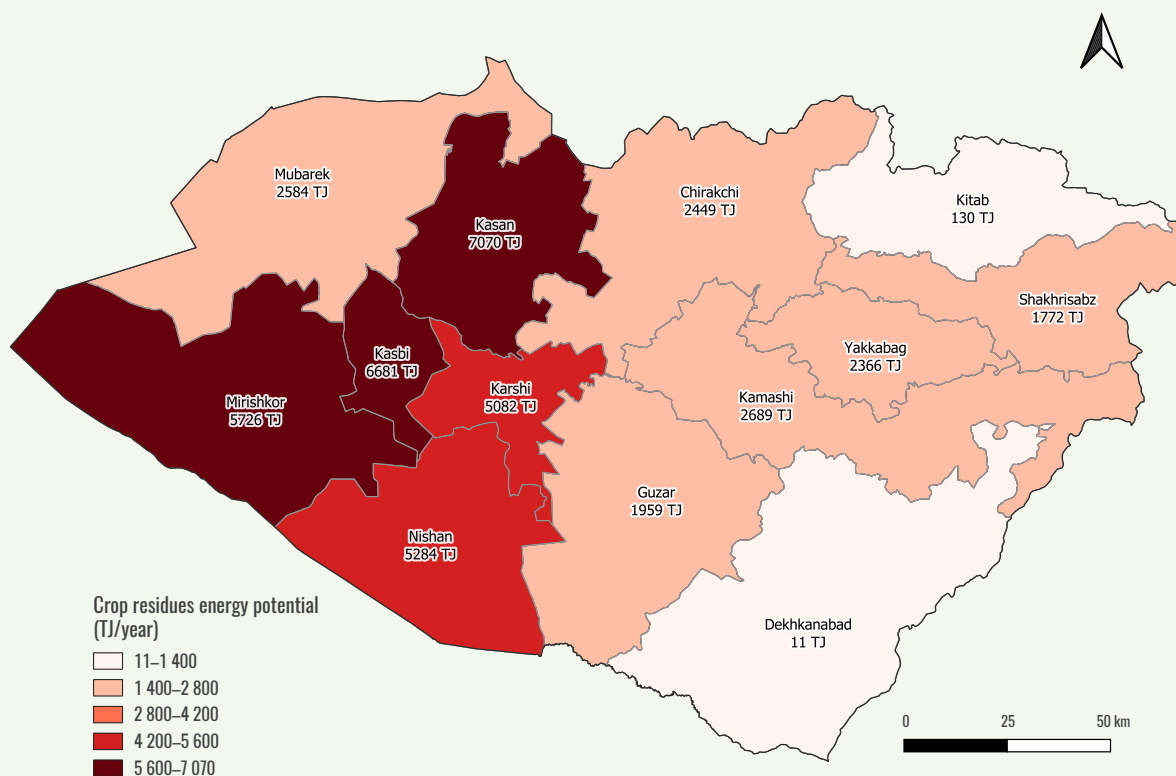 Mubarek
2584 TJ
Kasan
7070 TJ
Chirakchi
2449 TJ
Kitab
130 TJ
Shakhrisabz
1772 TJ
Yakkabag
2366 TJ
Kasbi
6681 TJ
Karshi
5082 TJ
Mirishkor
5726 TJ
Kamashi
2689 TJ
Guzar
1959 TJ
Nishan
5284 TJ
Dekhkanabad
11 TJ
Crop residues energy potential
(TJ/year)
11–1 400
1 400–2 800
2 800–4 200
4 200–5 600
5 600–7 070
0 25 50 km